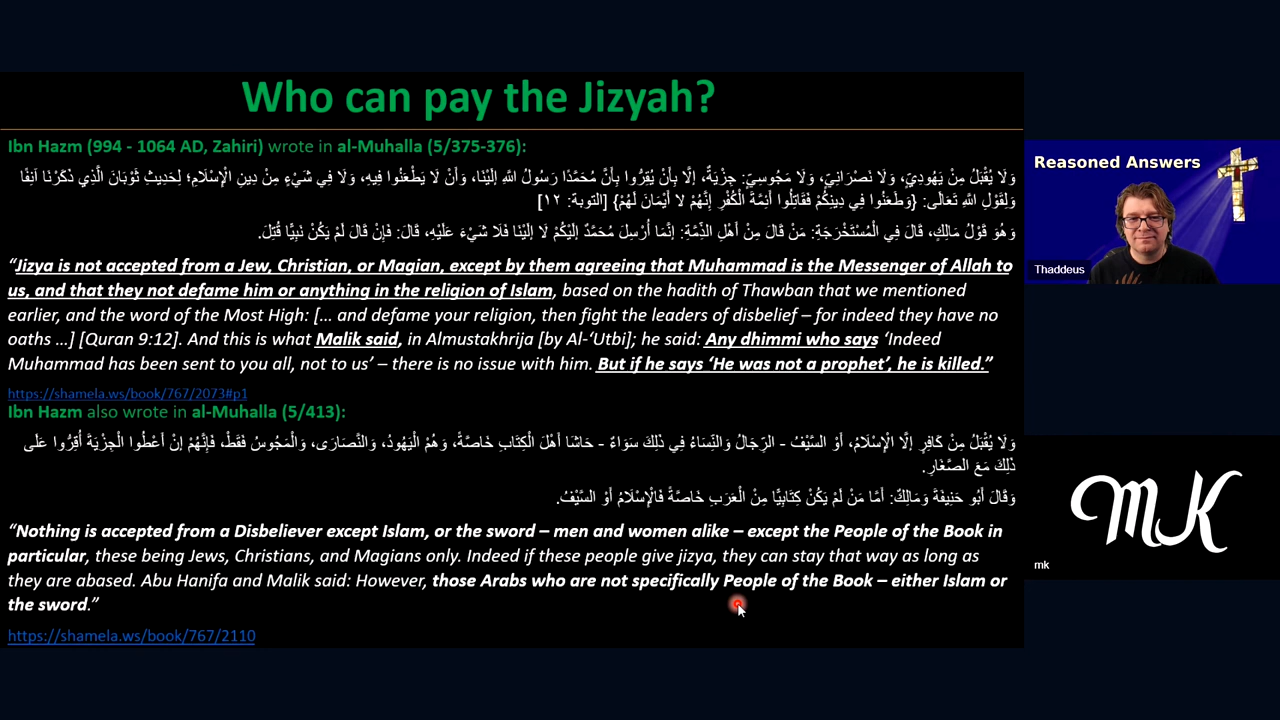 Who can pay the Jizyah?
Ibn Hazm (994 - 1064 AD, Zahiri) wrote in al-Muhalla (5/375-376):
وَلَا يُقْبَلُ مِنْ يَهُودِيٍّ، وَلَا نَصْرَانِيٍّ، وَلَا مَجُوسِيٍّ: جِزْيَةٌ، إلَّا بِأَنْ يُقِرُّوا بِأَنَّ مُحَمَّدًا رَسُولُ اللَّهِ إلَيْنَا، وَأَنْ لَا يَطْعَنُوا فِيهِ، وَلَا فِي شَيْءٍ مِنْ دِينِ الْإِسْلَامِ؛ لِحَدِيثِ ثَوْبَانَ الَّذِي ذَكَرْنَا آنِفًا
وَلِقَوْلِ اللَّهِ تَعَالَى: {وَطَعَنُوا فِي دِينِكُمْ فَقَاتِلُوا أَئِمَّةَ الْكُفْرِ إِنَّهُمْ لا أَيْمَانَ لَهُمْ} [التوبة: ١٢]
وَهُوَ قَوْلُ مَالِكٍ، قَالَ فِي الْمُسْتَخْرَجَةِ: مَنْ قَالَ مِنْ أَهْلِ الذِّمَّةِ: إنَّمَا أُرْسِلَ مُحَمَّدٌ إلَيْكُمْ لَا إلَيْنَا فَلَا شَيْءَ عَلَيْهِ، قَالَ: فَإِنْ قَالَ لَمْ يَكُنْ نَبِيًّا قُتِلَ.
“Jizya is not accepted from a Jew, Christian, or Magian, except by them agreeing that Muhammad is the Messenger of Allah to
us, and that they not defame him or anything in the religion of Islam, based on the hadith of Thawban that we mentioned
earlier, and the word of the Most High: [… and defame your religion, then fight the leaders of disbelief – for indeed they have no
oaths …] [Quran 9:12]. And this is what Malik said, in Almustakhrija [by Al-‘Utbi]; he said: Any dhimmi who says ‘Indeed
Muhammad has been sent to you all, not to us’ – there is no issue with him. But if he says ‘He was not a prophet’, he is killed.”
https://shamela.ws/book/767/2073#p1
Ibn Hazm also wrote in al-Muhalla (5/413):
وَلَا يُقْبَلُ مِنْ كَافِرٍ إلَّا الْإِسْلَامُ، أَوْ السَّيْفُ - الرِّجَالُ وَالنِّسَاءُ فِي ذَلِكَ سَوَاءٌ - حَاشَا أَهْلَ الْكِتَابِ خَاصَّةً، وَهُمْ الْيَهُودُ، وَالنَّصَارَى، وَالْمَجُوسُ فَقَطْ، فَإِنَّهُمْ إنْ أَعْطُوا الْجِزْيَةَ أُقِرُّوا عَلَى
ذَلِكَ مَعَ الصَّغَارِ.
وَقَالَ أَبُو حَنِيفَةَ وَمَالِكٌ: أَمَّا مَنْ لَمْ يَكُنْ كِتَابِيًّا مِنْ الْعَرَبِ خَاصَّةً فَالْإِسْلَامُ أَوْ السَّيْفُ.
“Nothing is accepted from a Disbeliever except Islam, or the sword – men and women alike – except the People of the Book in
particular, these being Jews, Christians, and Magians only. Indeed if these people give jizya, they can stay that way as long as
they are abased. Abu Hanifa and Malik said: However, those Arabs who are not specifically People of the Book – either Islam or
the sword.”
https://shamela.ws/book/767/2110
Reasoned Answers
Thaddeus
MK
mk